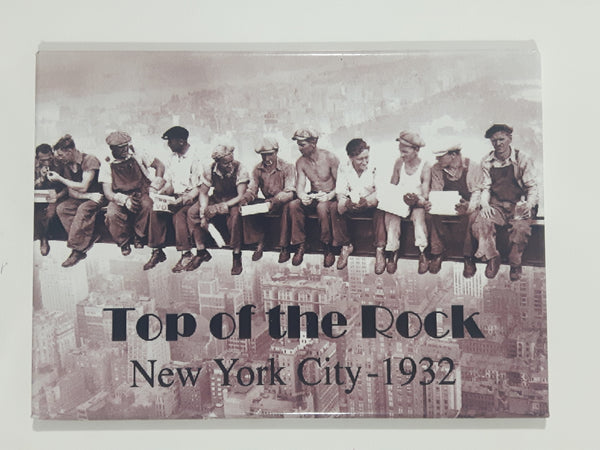 Top of the Rock
New York City - 1932